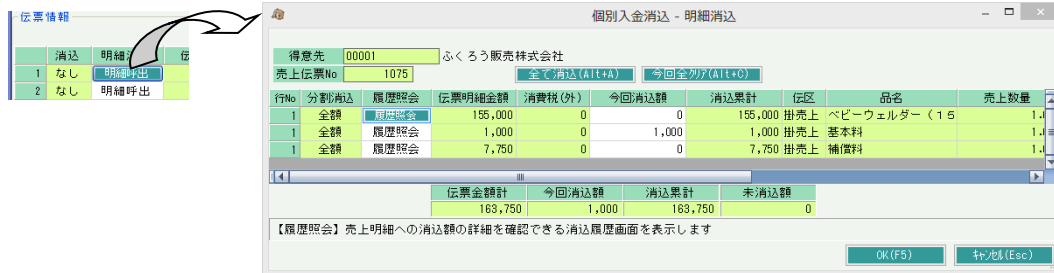 伝票情報
消込 明細
1 なし 明細呼出
2 なし 明細呼出
個別入金消込 - 明細消込
得意先 00001 ふくろう販売株式会社
売上伝票No 1075 全て消込(Alt+A) 今回全クリア(Alt+C)
行No 分割消込 履歴照会 伝票明細金額 消費税(外) 今回消込額 消込累計 伝区 品名 売上数量
1 全額 履歴照会 155,000 0 0 155,000 掛売上 ベビーウェルダー(15 1.
1 全額 履歴照会 1,000 0 1,000 1,000 掛売上 基本料 1.
1 全額 履歴照会 7,750 0 0 7,750 掛売上 補償料 1.
伝票金額計 今回消込額 消込累計 未消込額
163,750 1,000 163,750 0
【履歴照会】売上明細への消込額の詳細を確認できる消込履歴画面を表示します
OK(F5) キャンセル(Esc)